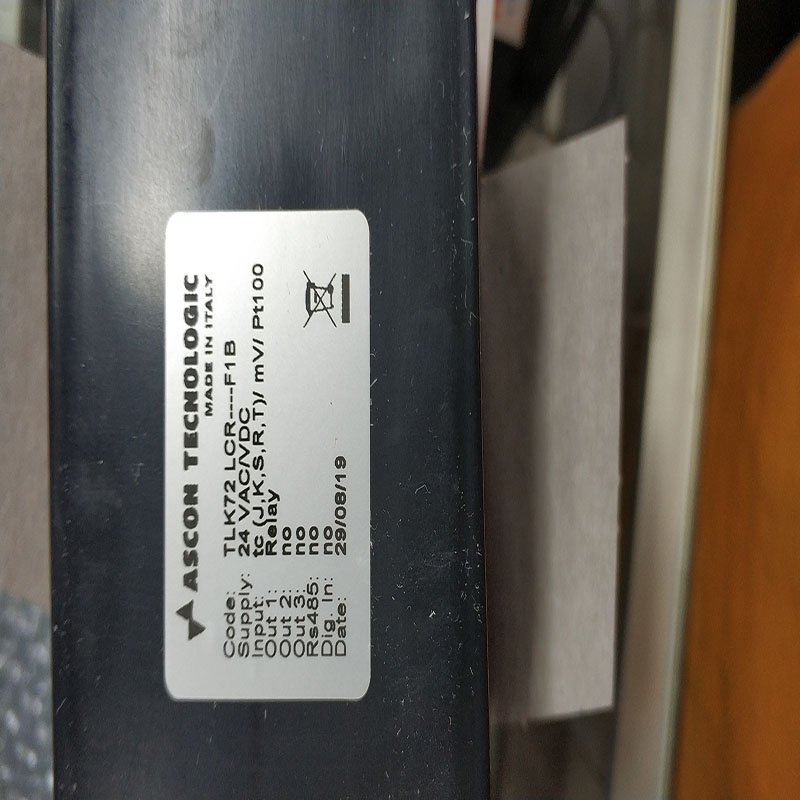 ASCON TECNOLOGIC
MADE IN ITALY
Code: TLK72 LCR----F1B
Supply: 24 VAC/VDC
Input: tc (J,K,S,R,T)/ mV/ Pt100
Out 1: Relay
Out 2: no
Out 3: no
Rs485: no
Dig. In: no
Date: 29/08/19